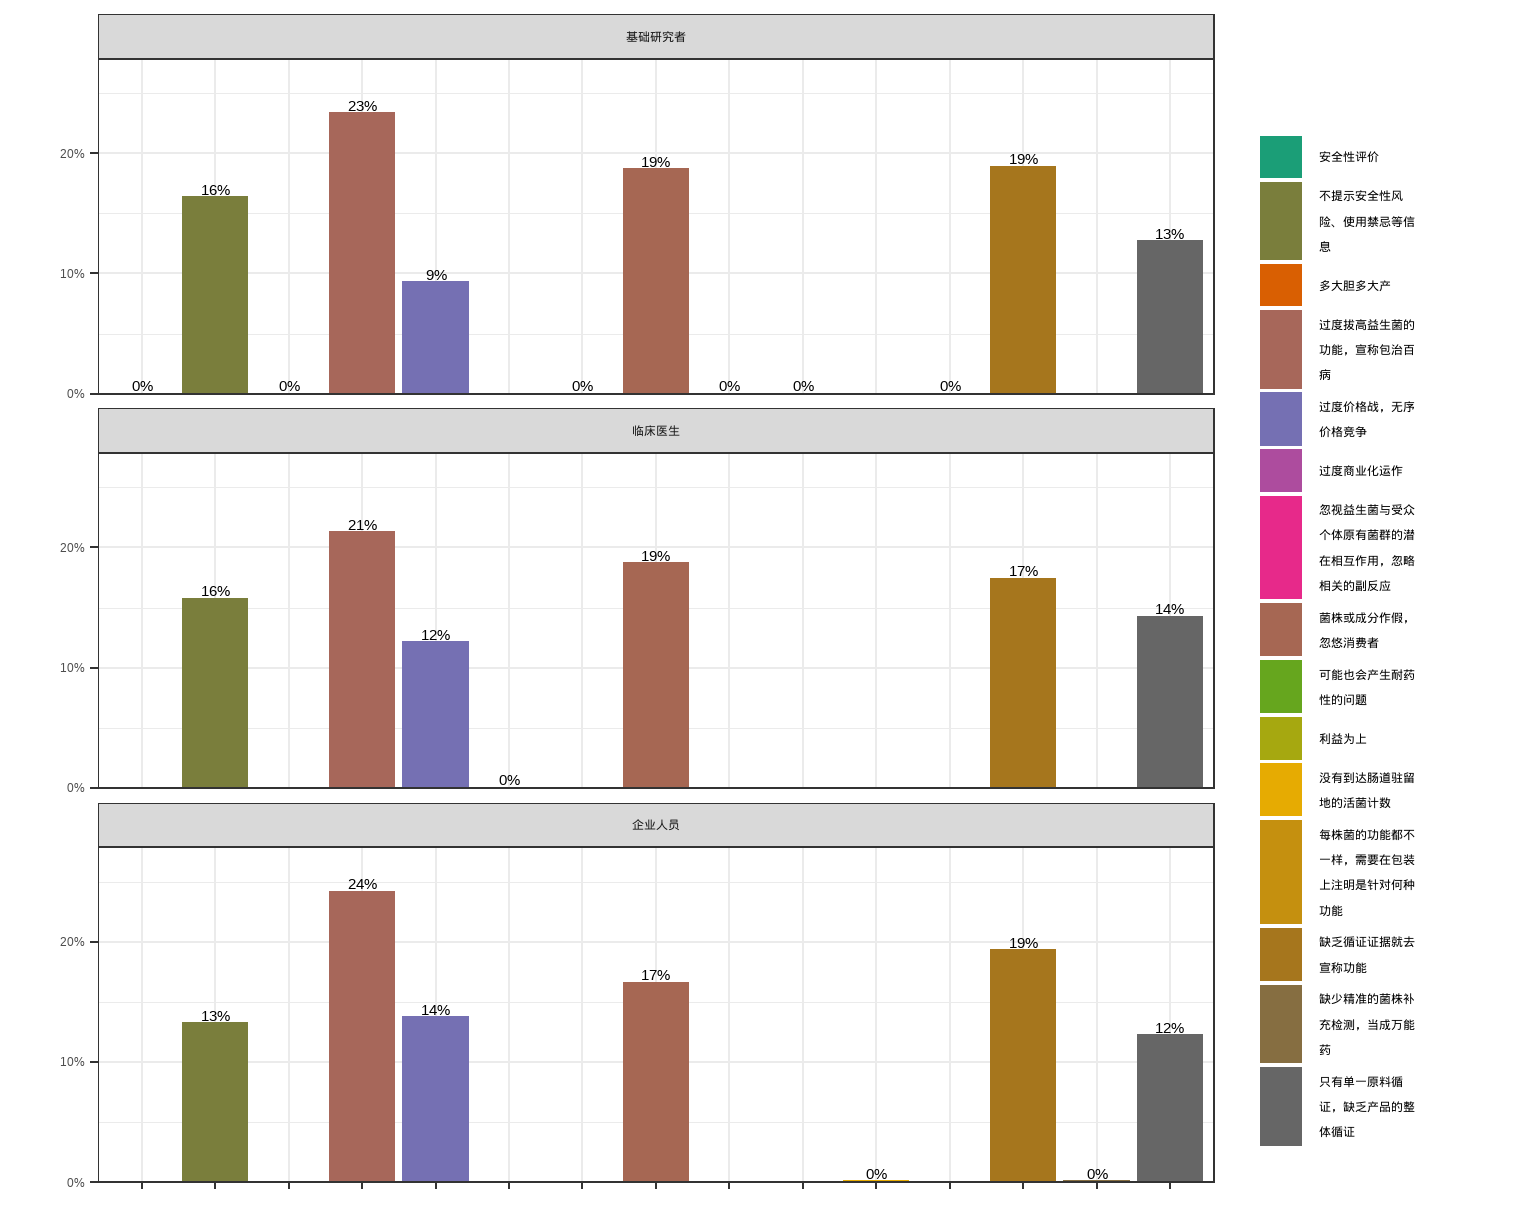 基础研究者
23%
16%
19%
19%
20%
13%
9%
10%
0%
0%
0%
0%
0%
0%
0%
临床医生
21%
20%
19%
17%
16%
14%
12%
10%
0%
0%
企业人员
24%
20%
19%
17%
14%
13%
12%
10%
0%
0%
0%
安全性评价
不提示安全性风
险、使用禁忌等信
息
多大胆多大产
过度拔高益生菌的
功能，宣称包治百
病
过度价格战，无序
价格竞争
过度商业化运作
忽视益生菌与受众
个体原有菌群的潜
在相互作用，忽略
相关的副反应
菌株或成分作假，
忽悠消费者
可能也会产生耐药
性的问题
利益为上
没有到达肠道驻留
地的活菌计数
每株菌的功能都不
一样，需要在包装
上注明是针对何种
功能
缺乏循证证据就去
宣称功能
缺少精准的菌株补
充检测，当成万能
药
只有单一原料循
证，缺乏产品的整
体循证